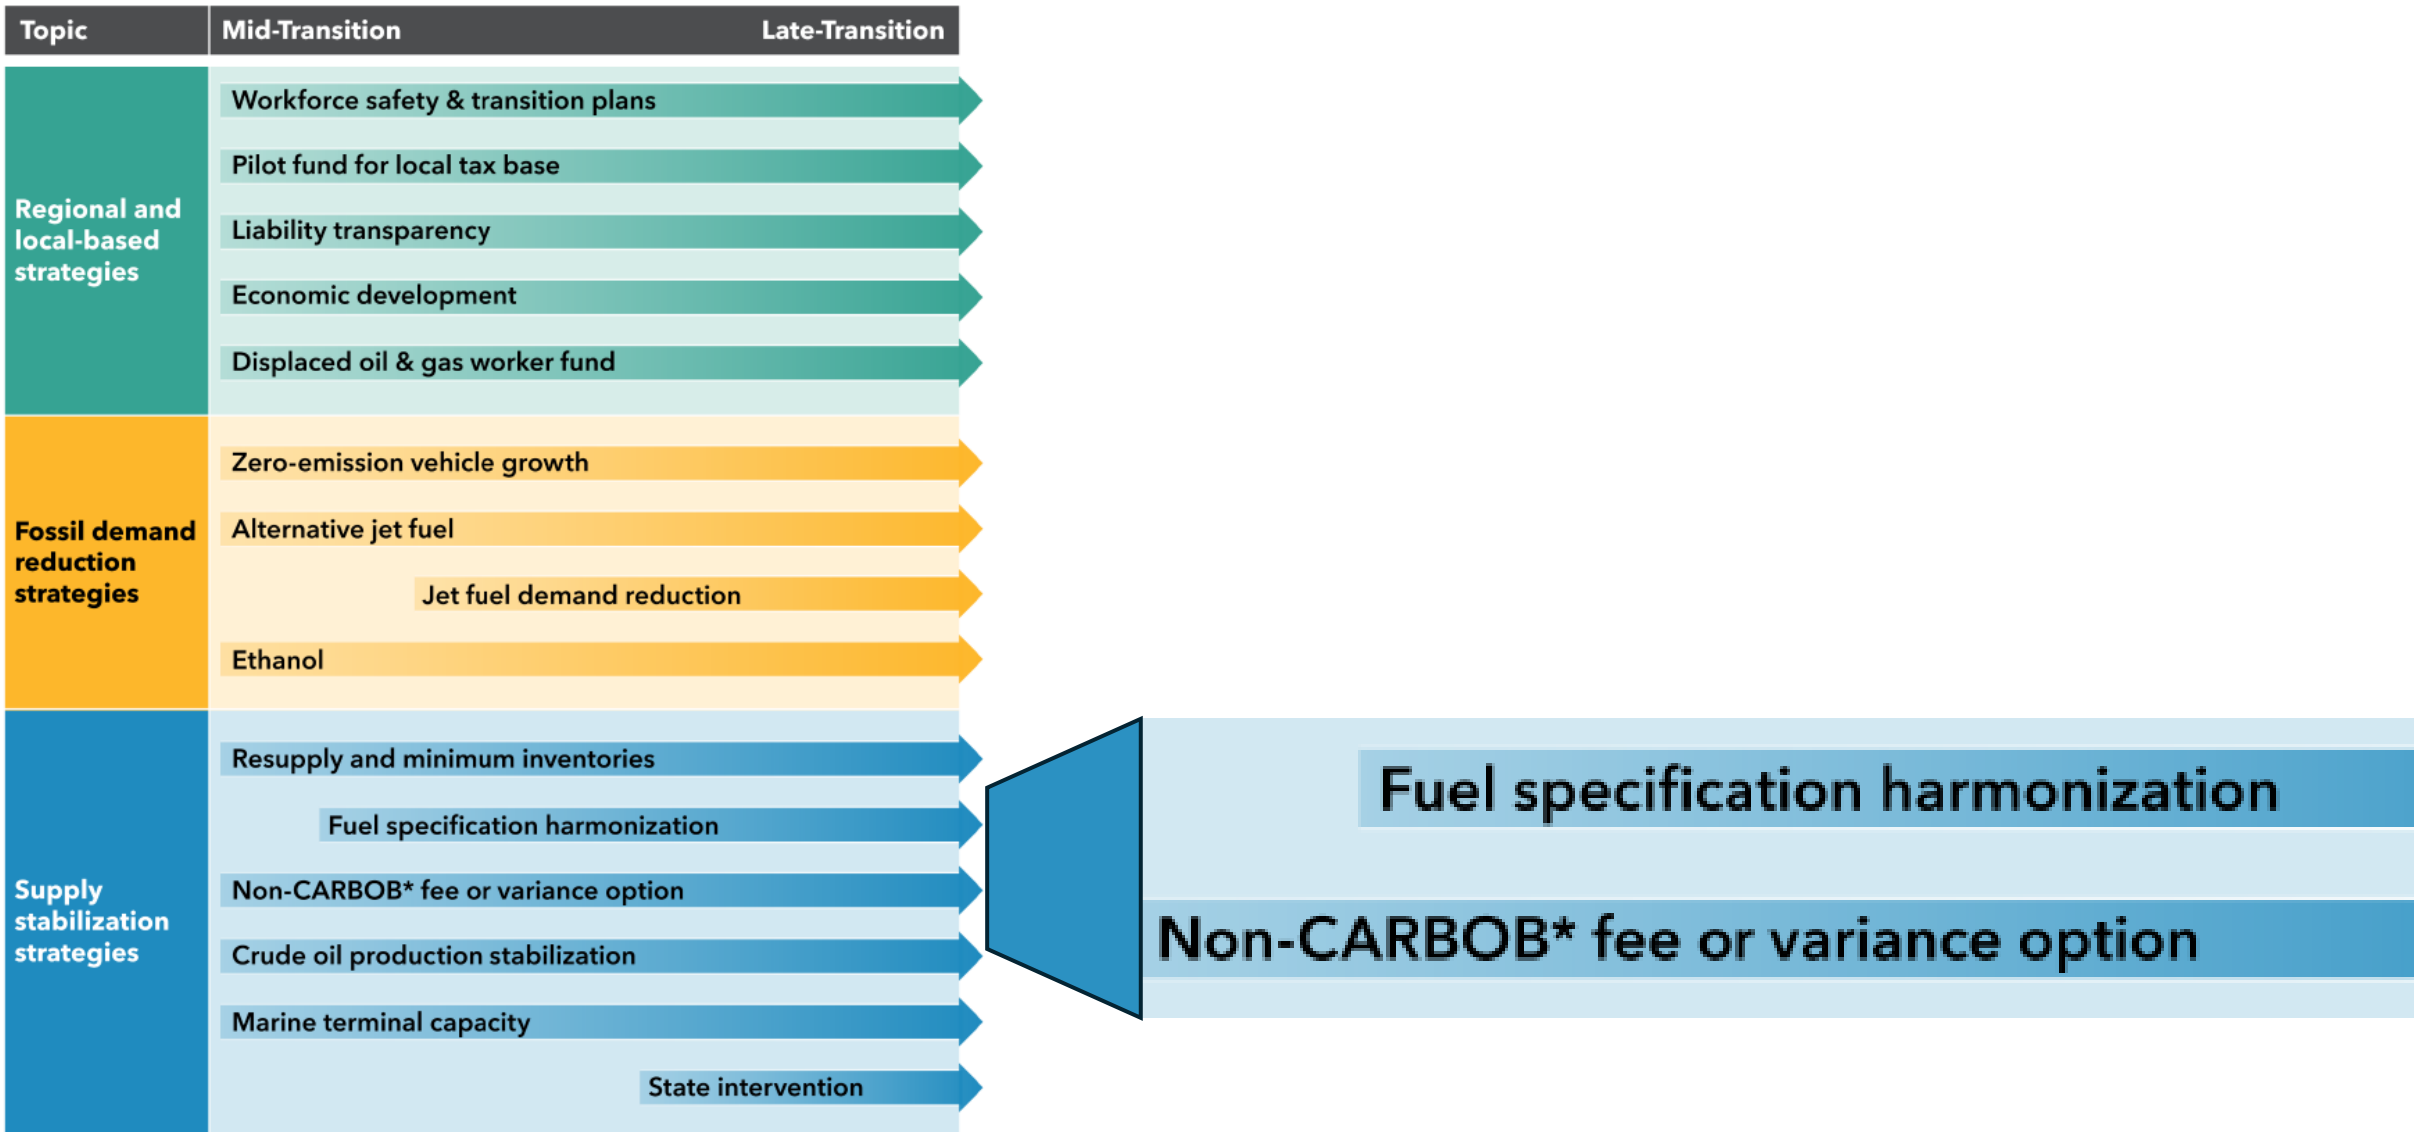 Topic
Mid-Transition
Late-Transition
Regional and
local-based
strategies
Workforce safety & transition plans
Pilot fund for local tax base
Liability transparency
Economic development
Displaced oil & gas worker fund
Fossil demand
reduction
strategies
Zero-emission vehicle growth
Alternative jet fuel
Jet fuel demand reduction
Ethanol
Supply
stabilization
strategies
Resupply and minimum inventories
Fuel specification harmonization
Non-CARBOB* fee or variance option
Crude oil production stabilization
Marine terminal capacity
State intervention
Fuel specification harmonization
Non-CARBOB* fee or variance option